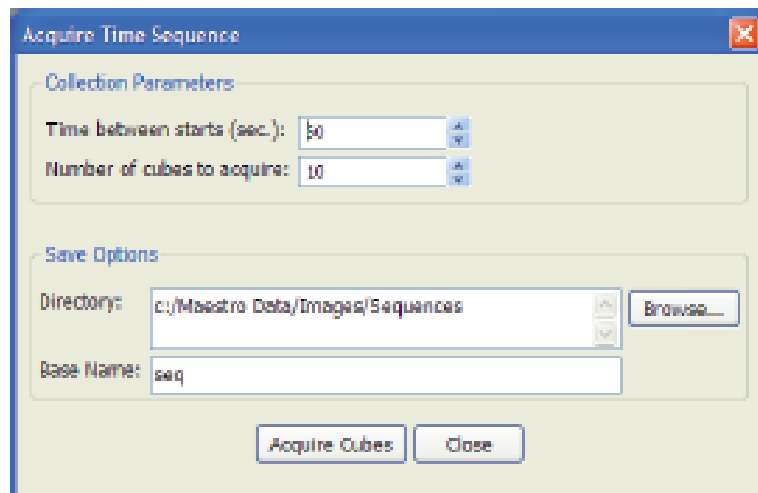 Acquire Time Sequence
Collection Parameters
Time between starts (sec.):
Number of cubes to acquire: 10
Save Options
Directory: c:/Maestro Data/Images/Sequences Browse...
Base Name: seq
Acquire Cubes Close